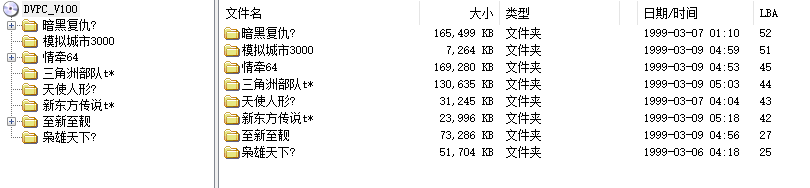 DVPC_V100
暗黑复仇?
模拟城市3000
情牵64
三角洲部队t*
天使人形?
新东方传说t*
至新至靓
枭雄天下?
文件名 大小 类型 日期/时间 LBA
暗黑复仇? 165,499 KB 文件夹 1999-03-07 01:10 52
模拟城市3000 7,264 KB 文件夹 1999-03-09 04:59 51
情牵64 169,280 KB 文件夹 1999-03-09 04:53 45
三角洲部队t* 130,635 KB 文件夹 1999-03-09 05:03 44
天使人形? 31,245 KB 文件夹 1999-03-07 04:04 43
新东方传说t* 23,996 KB 文件夹 1999-03-09 05:18 42
至新至靓 73,286 KB 文件夹 1999-03-09 04:56 27
枭雄天下? 51,704 KB 文件夹 1999-03-06 04:18 25